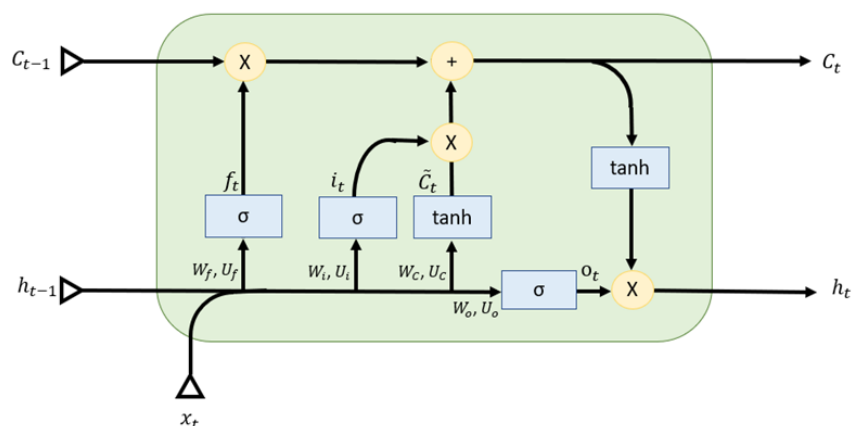 C_{t−1} X + C_t
X
f_t i_t C̃_t tanh
σ σ tanh
W_f, U_f W_i, U_i W_C, U_C
h_{t−1} σ o_t X h_t
W_o, U_o
x_t